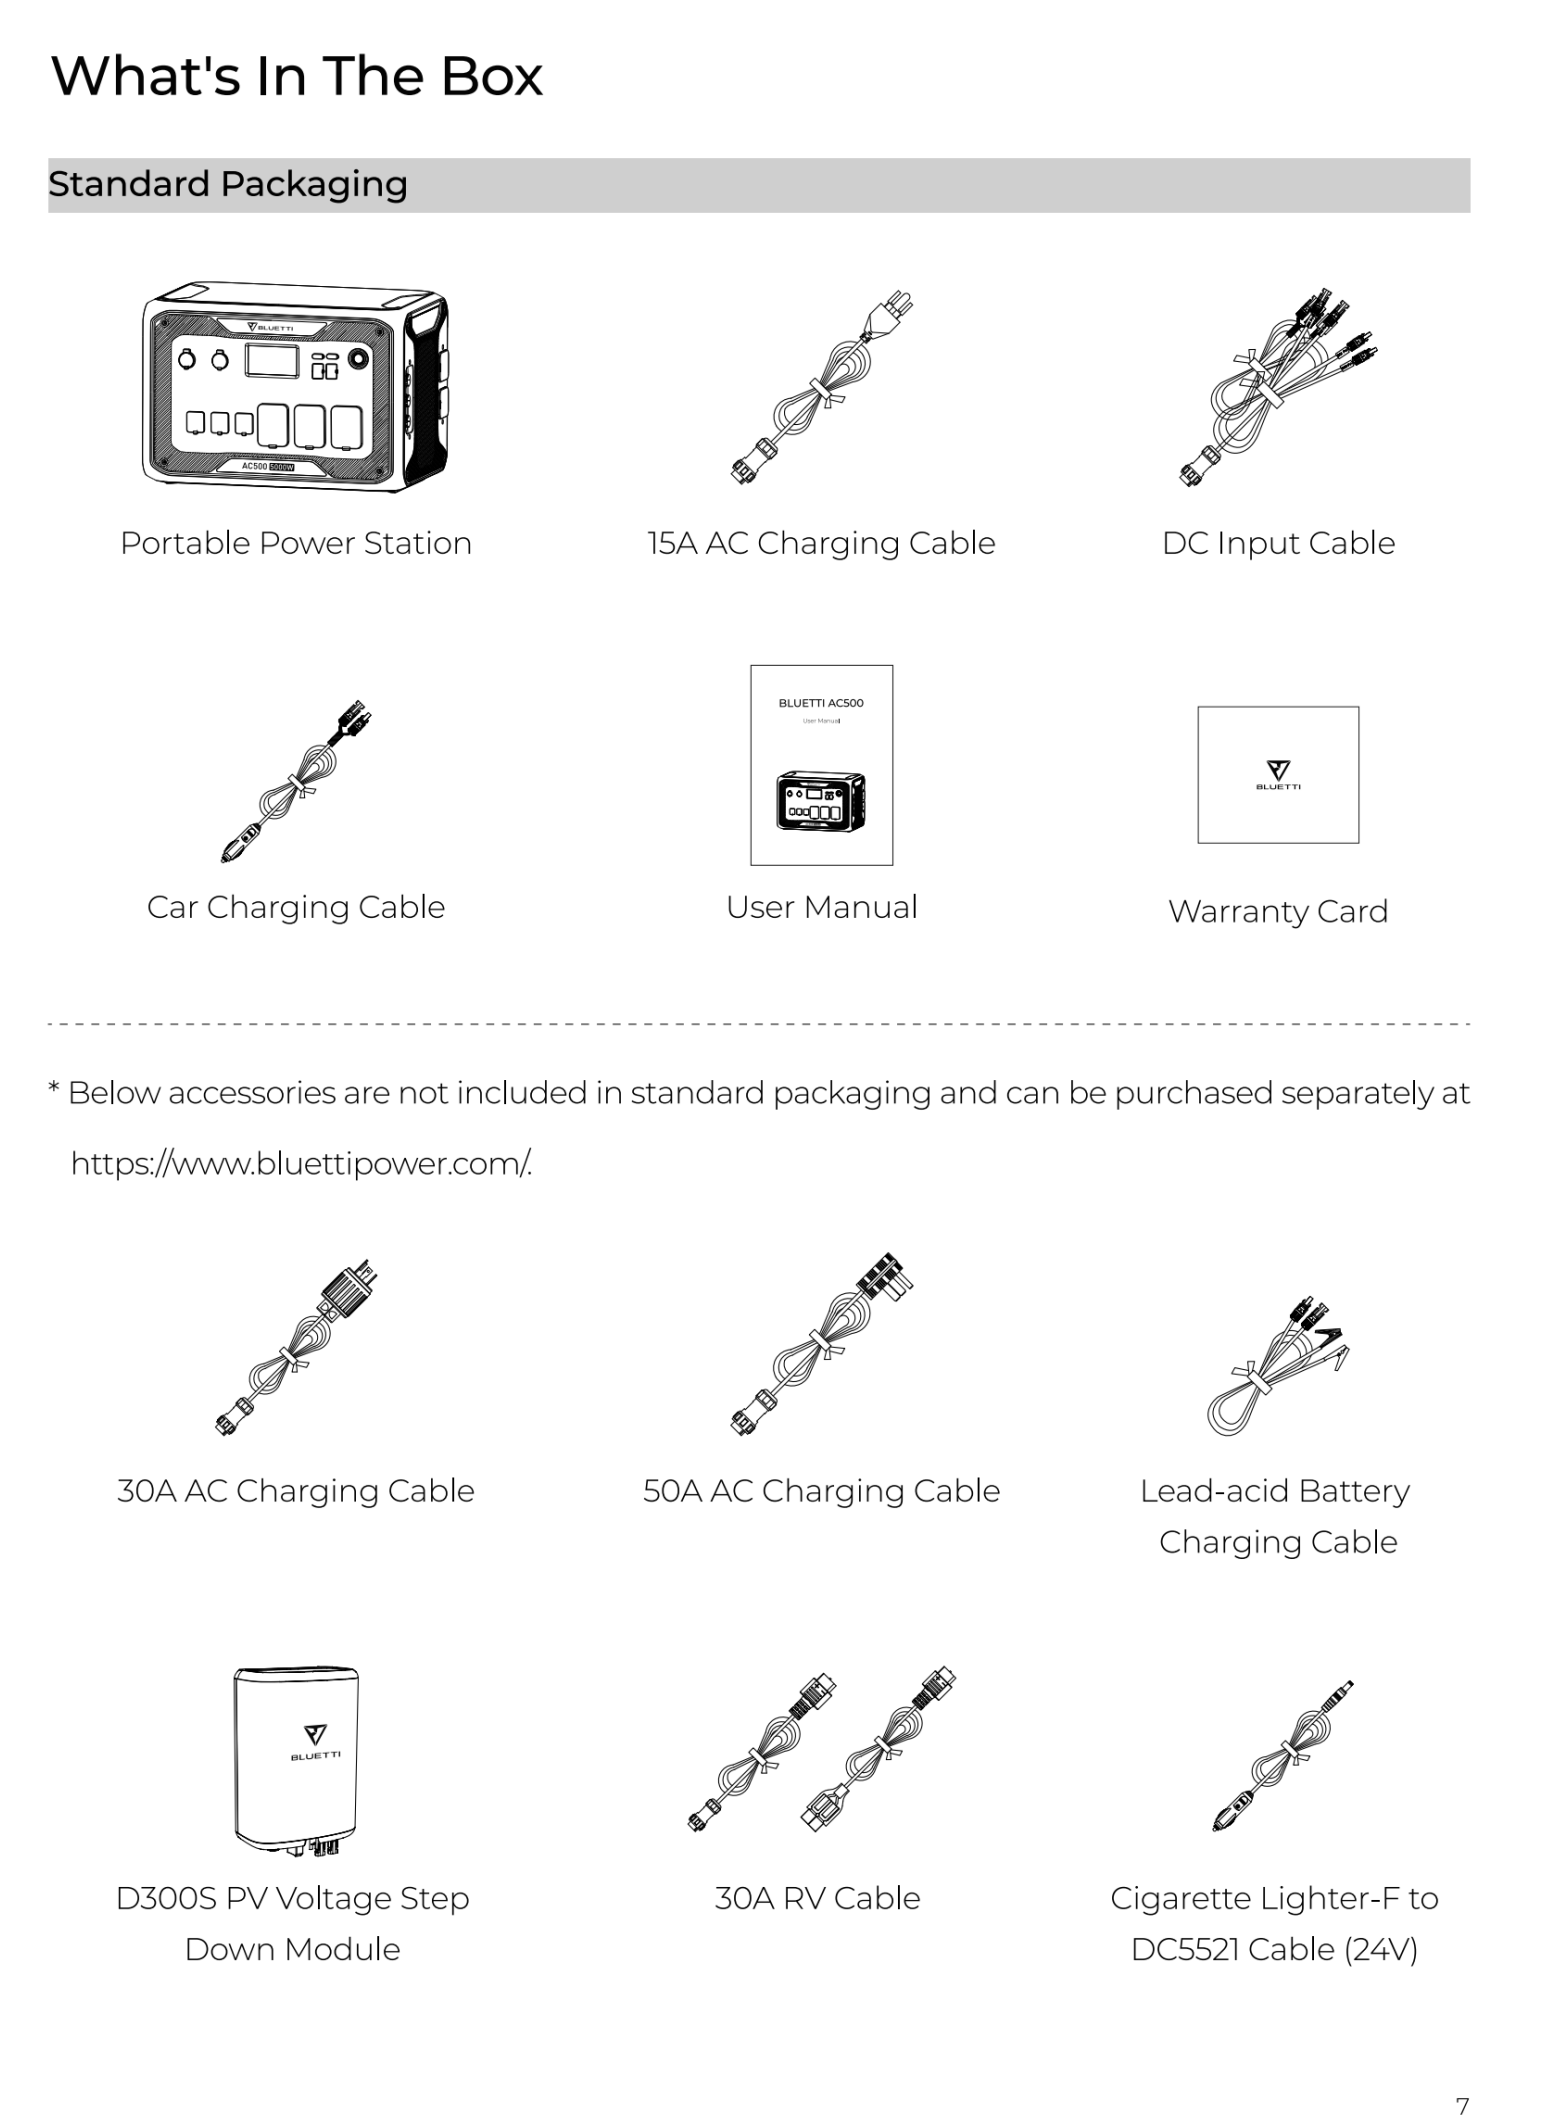 What's In The Box
Standard Packaging
BLUETTI
AC500 5000W
Portable Power Station
15A AC Charging Cable
DC Input Cable
BLUETTI AC500
User Manual
BLUETTI
Car Charging Cable
User Manual
Warranty Card
* Below accessories are not included in standard packaging and can be purchased separately at
https://www.bluettipower.com/.
30A AC Charging Cable
50A AC Charging Cable
Lead-acid Battery
Charging Cable
BLUETTI
D300S PV Voltage Step
Down Module
30A RV Cable
Cigarette Lighter-F to
DC5521 Cable (24V)
7